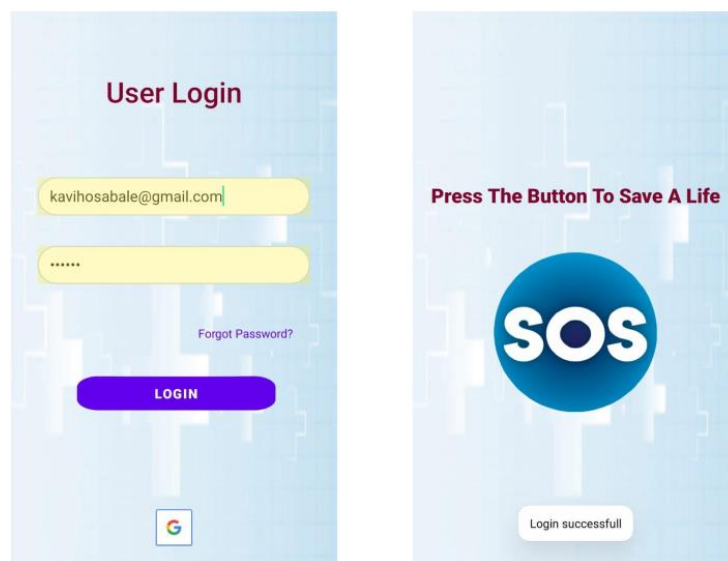 User Login
kavihosabale@gmail.com
••••••
Forgot Password?
LOGIN
G
Press The Button To Save A Life
SOS
Login successfull